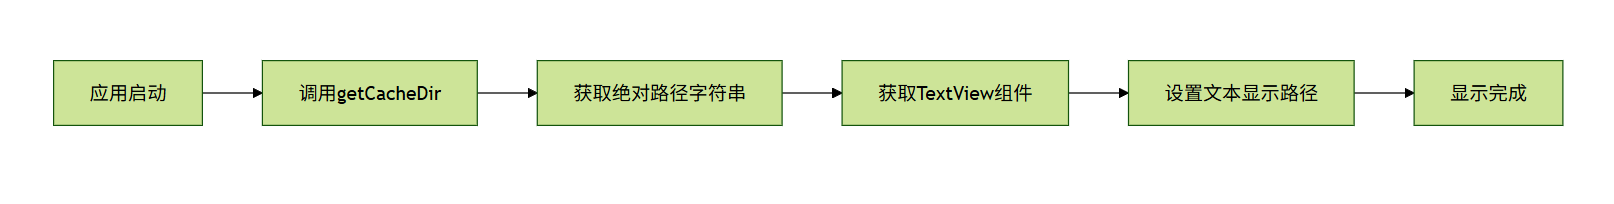 应用启动
调用getCacheDir
获取绝对路径字符串
获取TextView组件
设置文本显示路径
显示完成